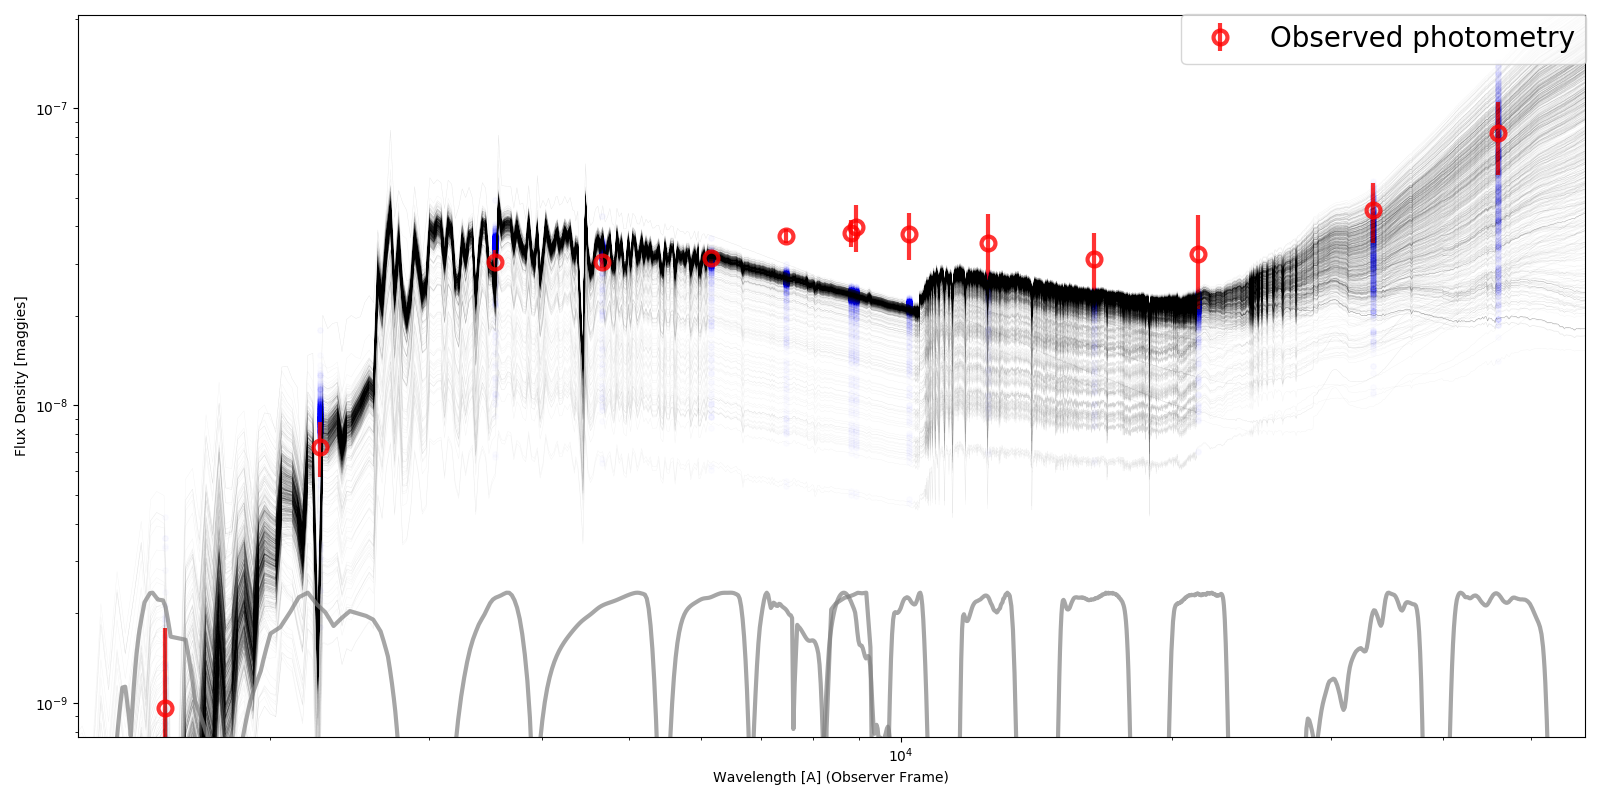 Observed photometry
Flux Density [maggies]
10⁻⁷
10⁻⁸
10⁻⁹
10⁴
Wavelength [A] (Observer Frame)